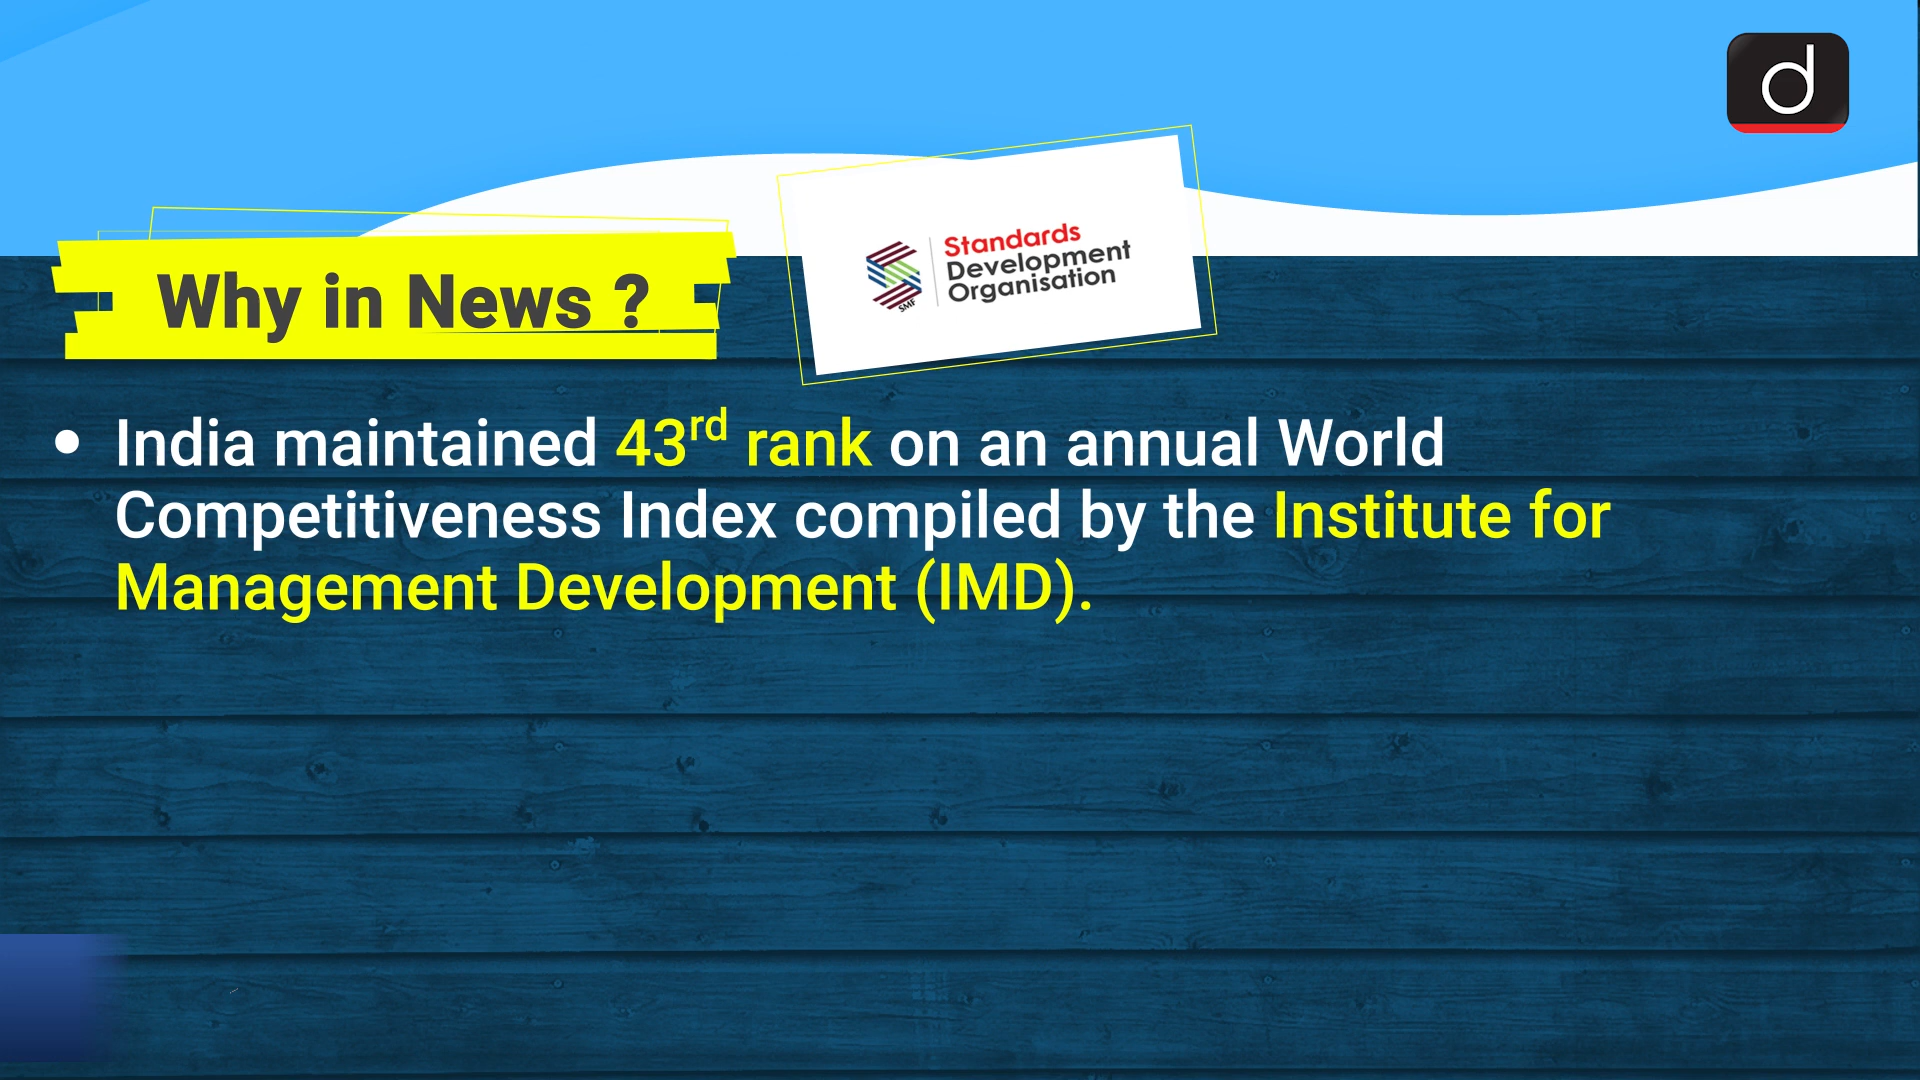 d
Why in News ?
Standards
Development
Organisation
SMF
• India maintained 43rd rank on an annual World
Competitiveness Index compiled by the Institute for
Management Development (IMD).